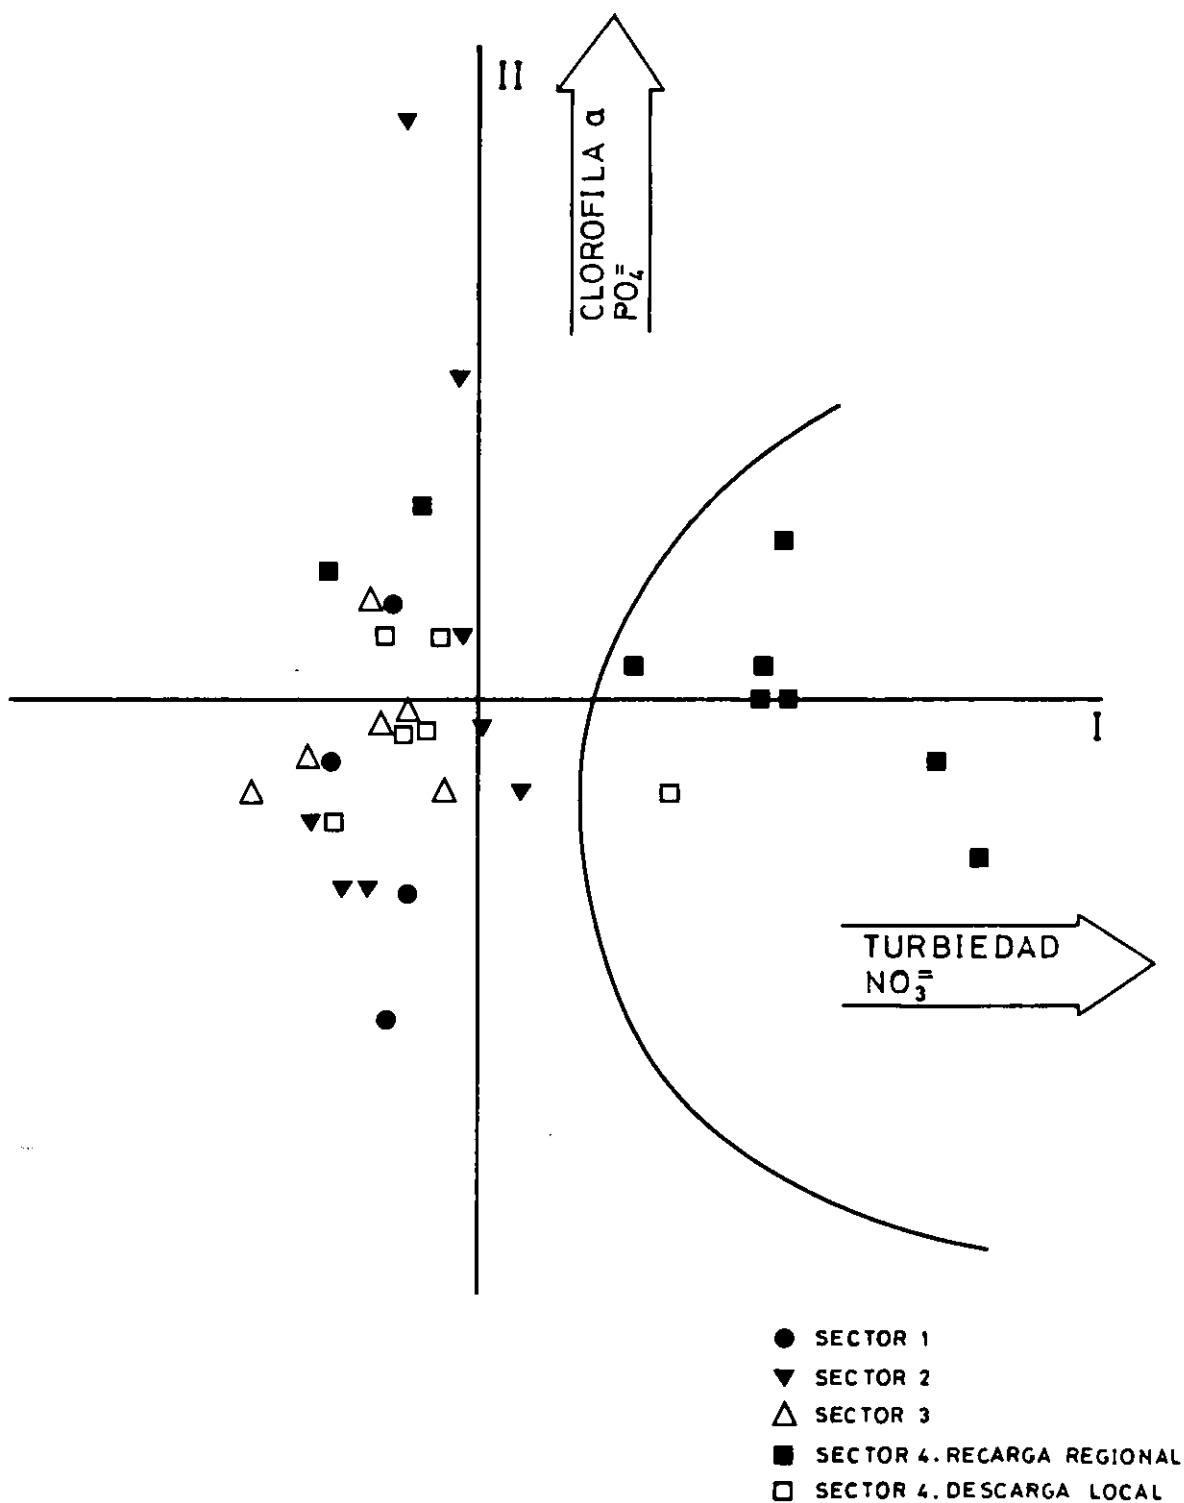 II
CLOROFILA a
PO₄⁼
I
TURBIEDAD
NO₃⁼
SECTOR 1
SECTOR 2
SECTOR 3
SECTOR 4. RECARGA REGIONAL
SECTOR 4. DESCARGA LOCAL